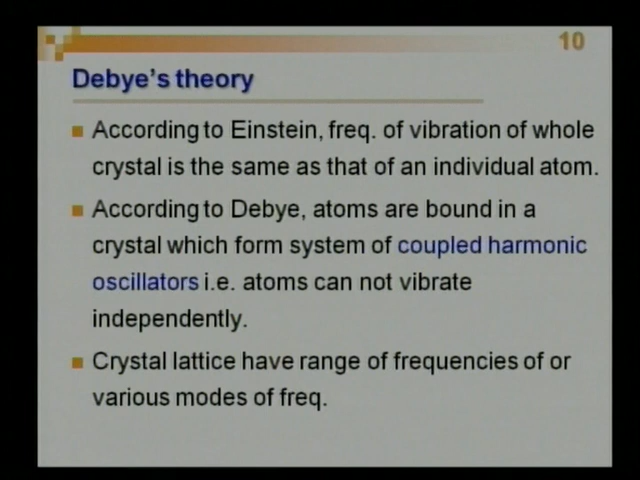 10
Debye's theory
According to Einstein, freq. of vibration of whole
crystal is the same as that of an individual atom.
According to Debye, atoms are bound in a
crystal which form system of coupled harmonic
oscillators i.e. atoms can not vibrate
independently.
Crystal lattice have range of frequencies of or
various modes of freq.